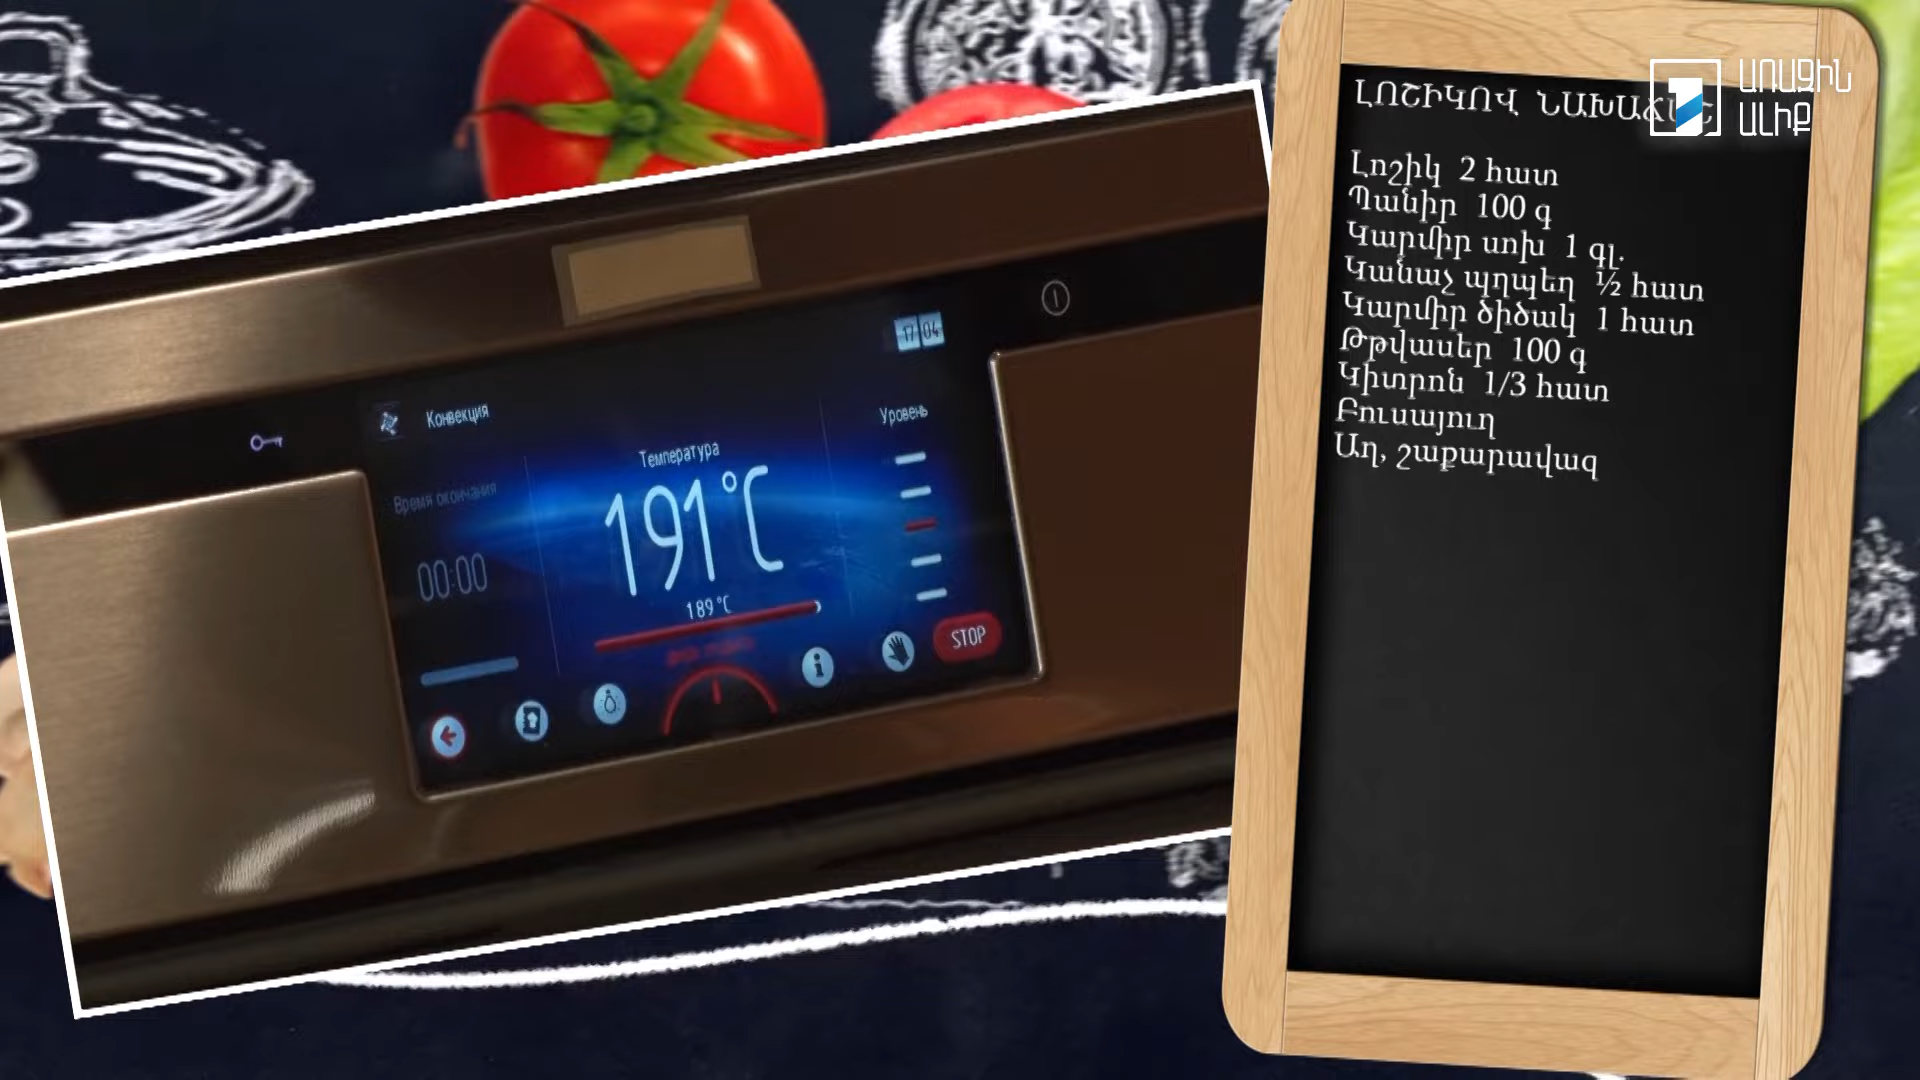 17 04
Конвекция
Уровень
Температура
Время окончания
191°C
00:00
189°C
STOP
ԼՈՇԻԿՈՎ ՆԱԽԱՃԱՇ
ԱՌԱՋԻՆ
ԱԼԻՔ
Լոշիկ 2 հատ
Պանիր 100 գ
Կարմիր սոխ 1 գլ.
Կանաչ պղպեղ ½ հատ
Կարմիր ծիծակ 1 հատ
Թթվասեր 100 գ
Կիտրոն 1/3 հատ
Բուսայուղ
Աղ, շաքարավազ